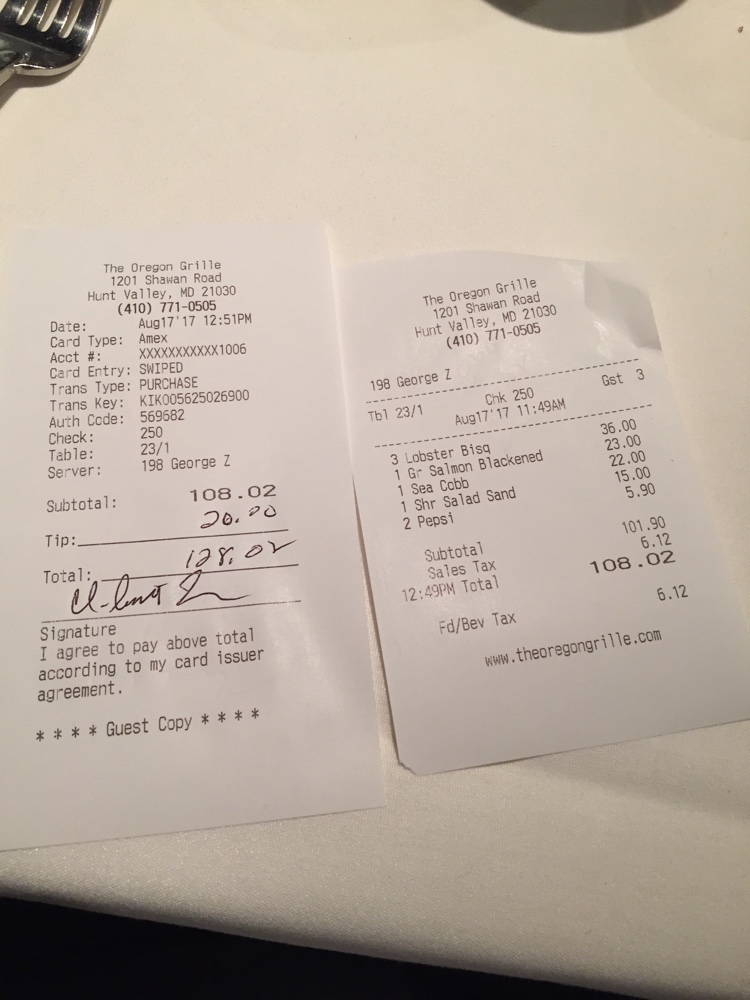 The Oregon Grille
1201 Shawan Road
Hunt Valley, MD 21030
(410) 771-0505
Date: Aug17'17 12:51PM
Card Type: Amex
Acct #: XXXXXXXXXXX1006
Card Entry: SWIPED
Trans Type: PURCHASE
Trans Key: KIK005625026900
Auth Code: 569682
Check: 250
Table: 23/1
Server: 198 George Z
Subtotal: 108.02
Tip: 20.00
Total: 128.02
Signature
I agree to pay above total
according to my card issuer
agreement.
* * * * Guest Copy * * * *
The Oregon Grille
1201 Shawan Road
Hunt Valley, MD 21030
(410) 771-0505
198 George Z
Tbl 23/1 Chk 250 Gst 3
Aug17'17 11:49AM
3 Lobster Bisq 36.00
1 Gr Salmon Blackened 23.00
1 Sea Cobb 22.00
1 Shr Salad Sand 15.00
2 Pepsi 5.90
Subtotal 101.90
Sales Tax 6.12
12:49PM Total 108.02
Fd/Bev Tax 6.12
www.theoregongrille.com